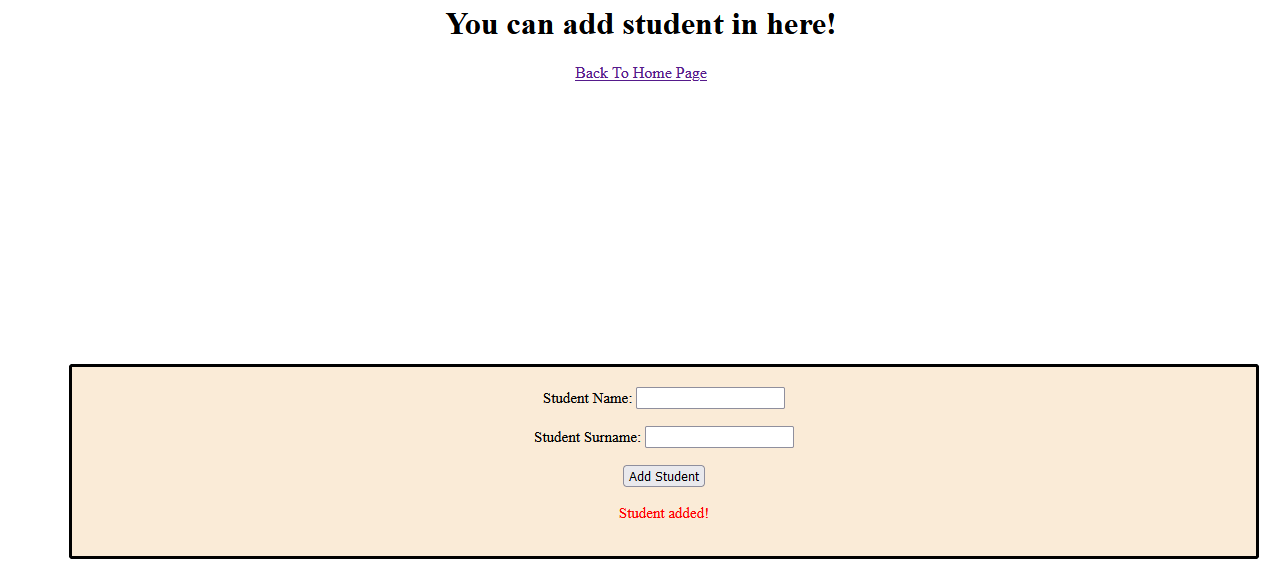 You can add student in here!
Back To Home Page
Student Name:
Student Surname:
Add Student
Student added!